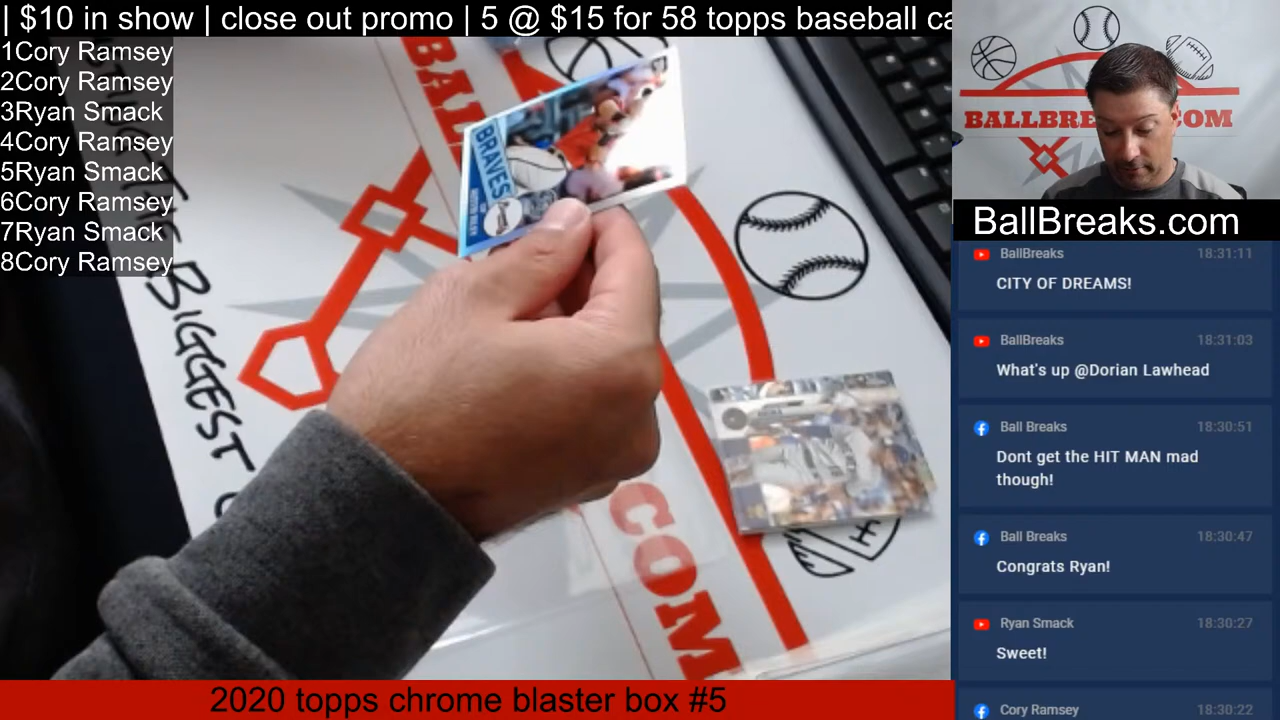 | $10 in show | close out promo | 5 @ $15 for 58 topps baseball ca
1Cory Ramsey
2Cory Ramsey
3Ryan Smack
4Cory Ramsey
5Ryan Smack
6Cory Ramsey
7Ryan Smack
8Cory Ramsey
BRAVES
BIGGEST
COM
BallBreaks.com
BallBreaks 18:31:11
CITY OF DREAMS!
BallBreaks 18:31:03
What's up @Dorian Lawhead
Ball Breaks 18:30:51
Dont get the HIT MAN mad
though!
Ball Breaks 18:30:47
Congrats Ryan!
Ryan Smack 18:30:27
Sweet!
Cory Ramsey 18:30:22
2020 topps chrome blaster box #5